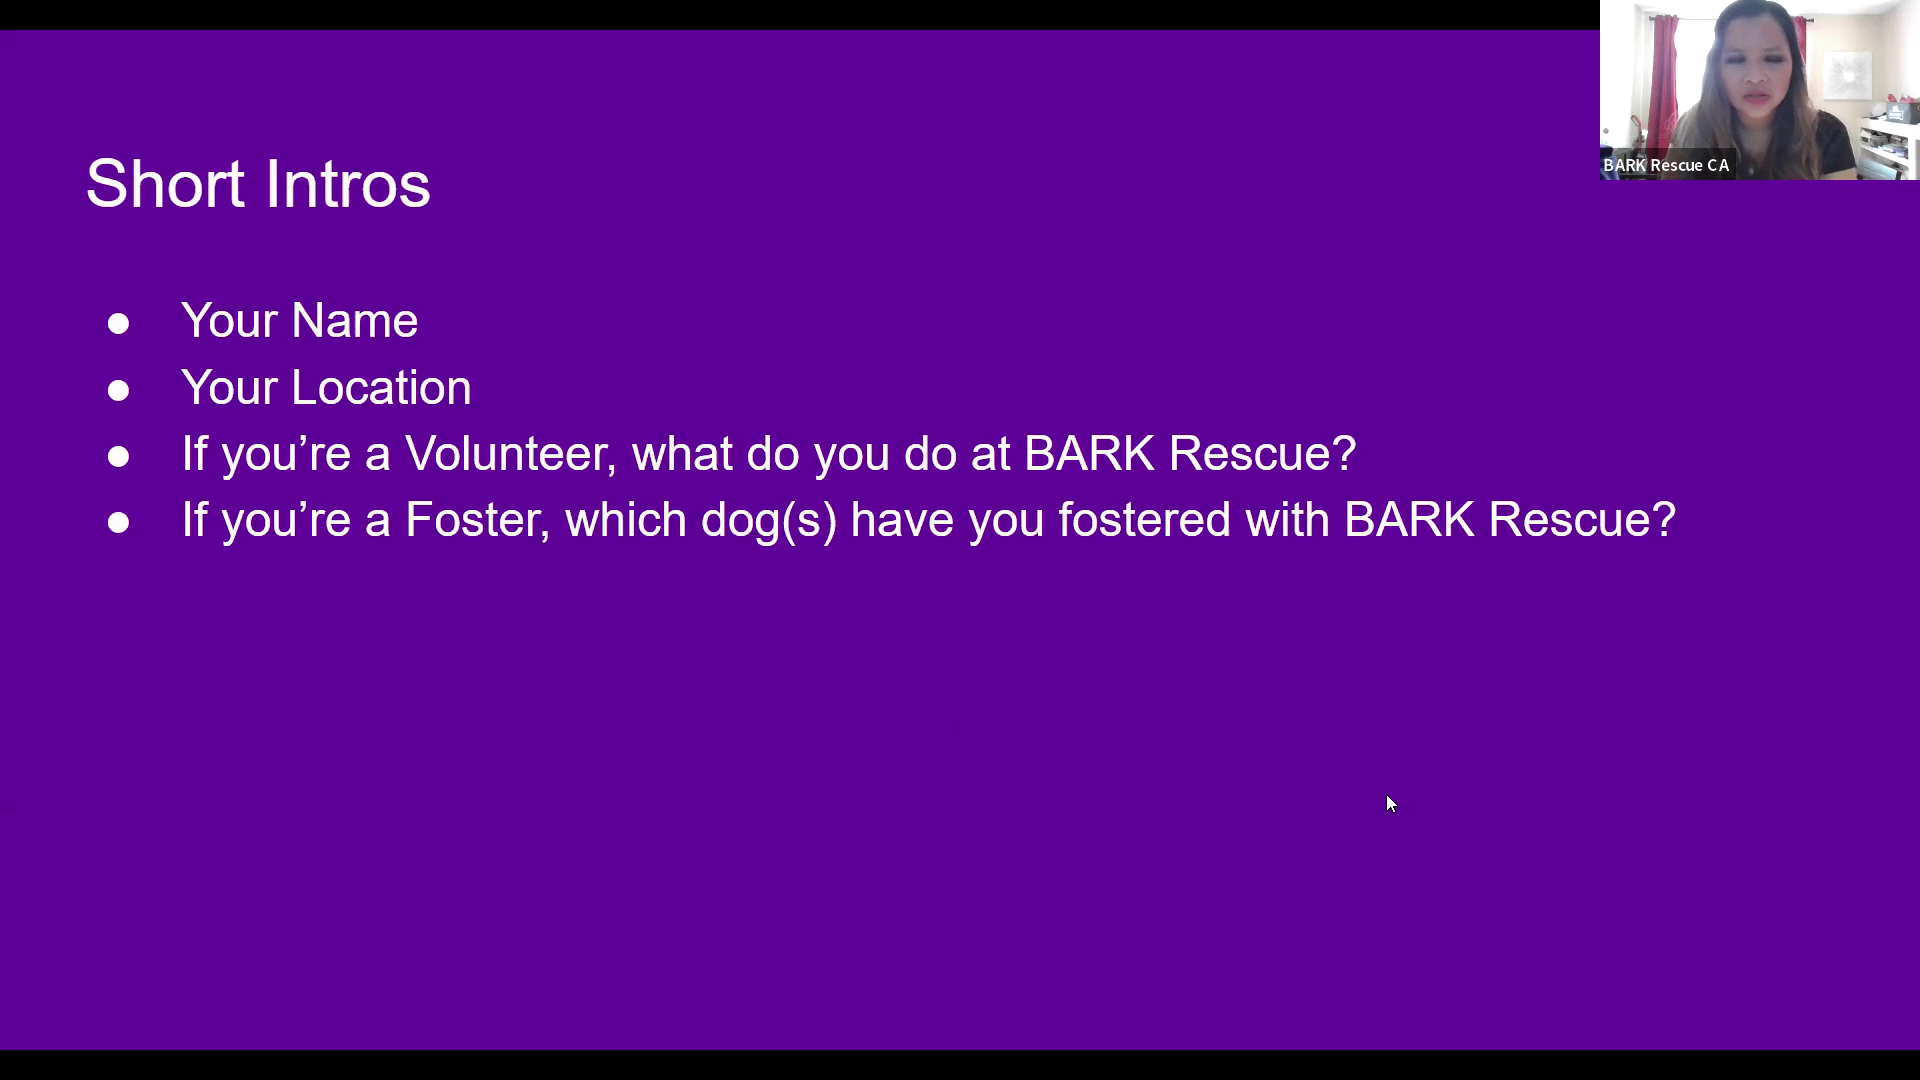 BARK Rescue CA
Short Intros
● Your Name
● Your Location
● If you’re a Volunteer, what do you do at BARK Rescue?
● If you’re a Foster, which dog(s) have you fostered with BARK Rescue?